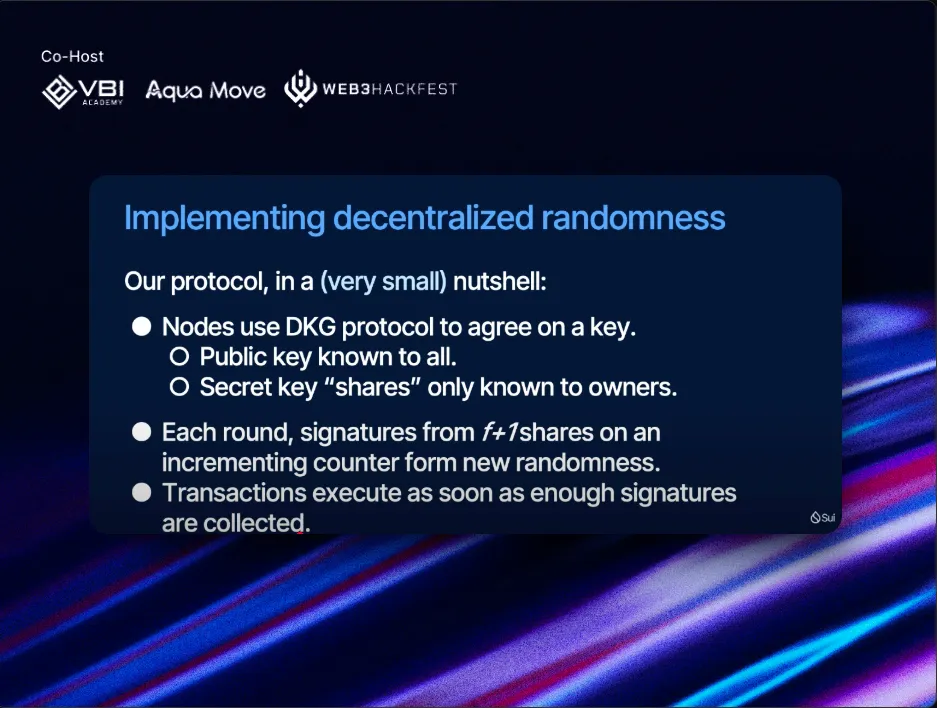 Co-Host
VBI
ACADEMY
Aqua Move
WEB3HACKFEST
Implementing decentralized randomness
Our protocol, in a (very small) nutshell:
● Nodes use DKG protocol to agree on a key.
○ Public key known to all.
○ Secret key “shares” only known to owners.
● Each round, signatures from f+1 shares on an
incrementing counter form new randomness.
● Transactions execute as soon as enough signatures
are collected.
Sui